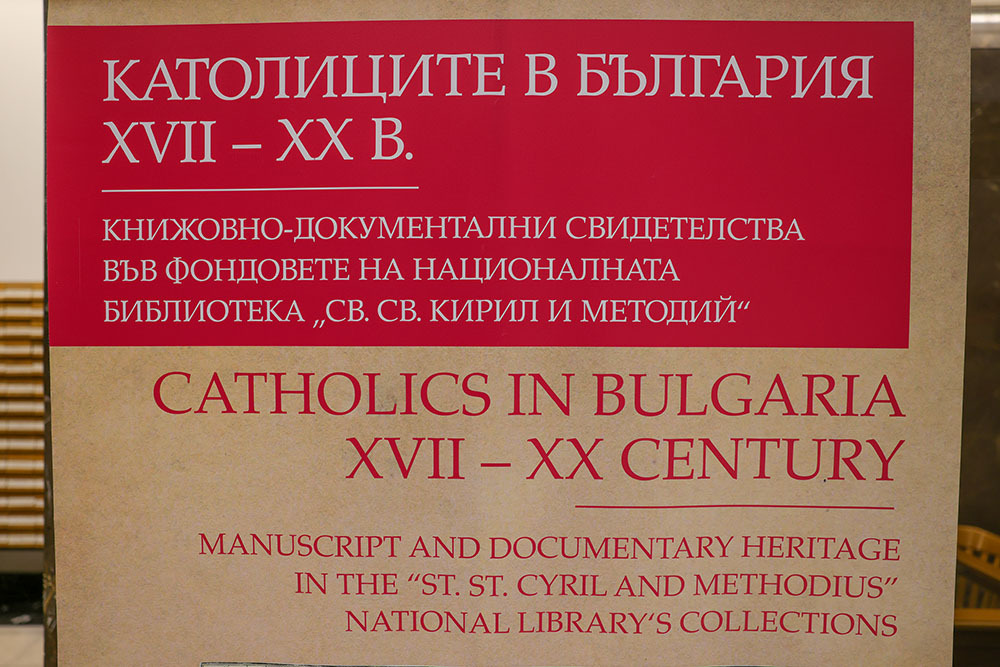 КАТОЛИЦИТЕ В БЪЛГАРИЯ
XVII – XX В.
КНИЖОВНО-ДОКУМЕНТАЛНИ СВИДЕТЕЛСТВА
ВЪВ ФОНДОВЕТЕ НА НАЦИОНАЛНАТА
БИБЛИОТЕКА „СВ. СВ. КИРИЛ И МЕТОДИЙ“
CATHOLICS IN BULGARIA
XVII – XX CENTURY
MANUSCRIPT AND DOCUMENTARY HERITAGE
IN THE “ST. ST. CYRIL AND METHODIUS”
NATIONAL LIBRARY‘S COLLECTIONS